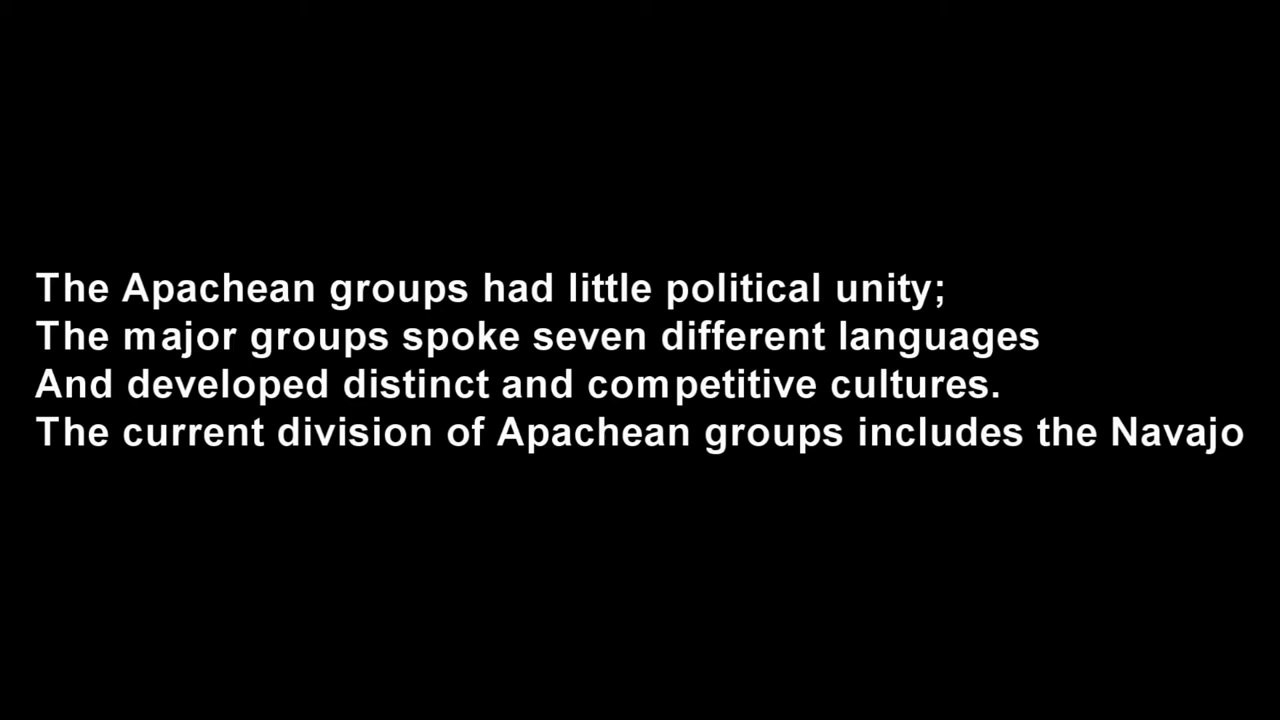 The Apachean groups had little political unity;
The major groups spoke seven different languages
And developed distinct and competitive cultures.
The current division of Apachean groups includes the Navajo